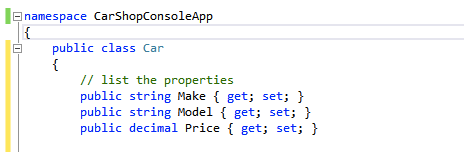 namespace CarShopConsoleApp
{
public class Car
{
// list the properties
public string Make { get; set; }
public string Model { get; set; }
public decimal Price { get; set; }